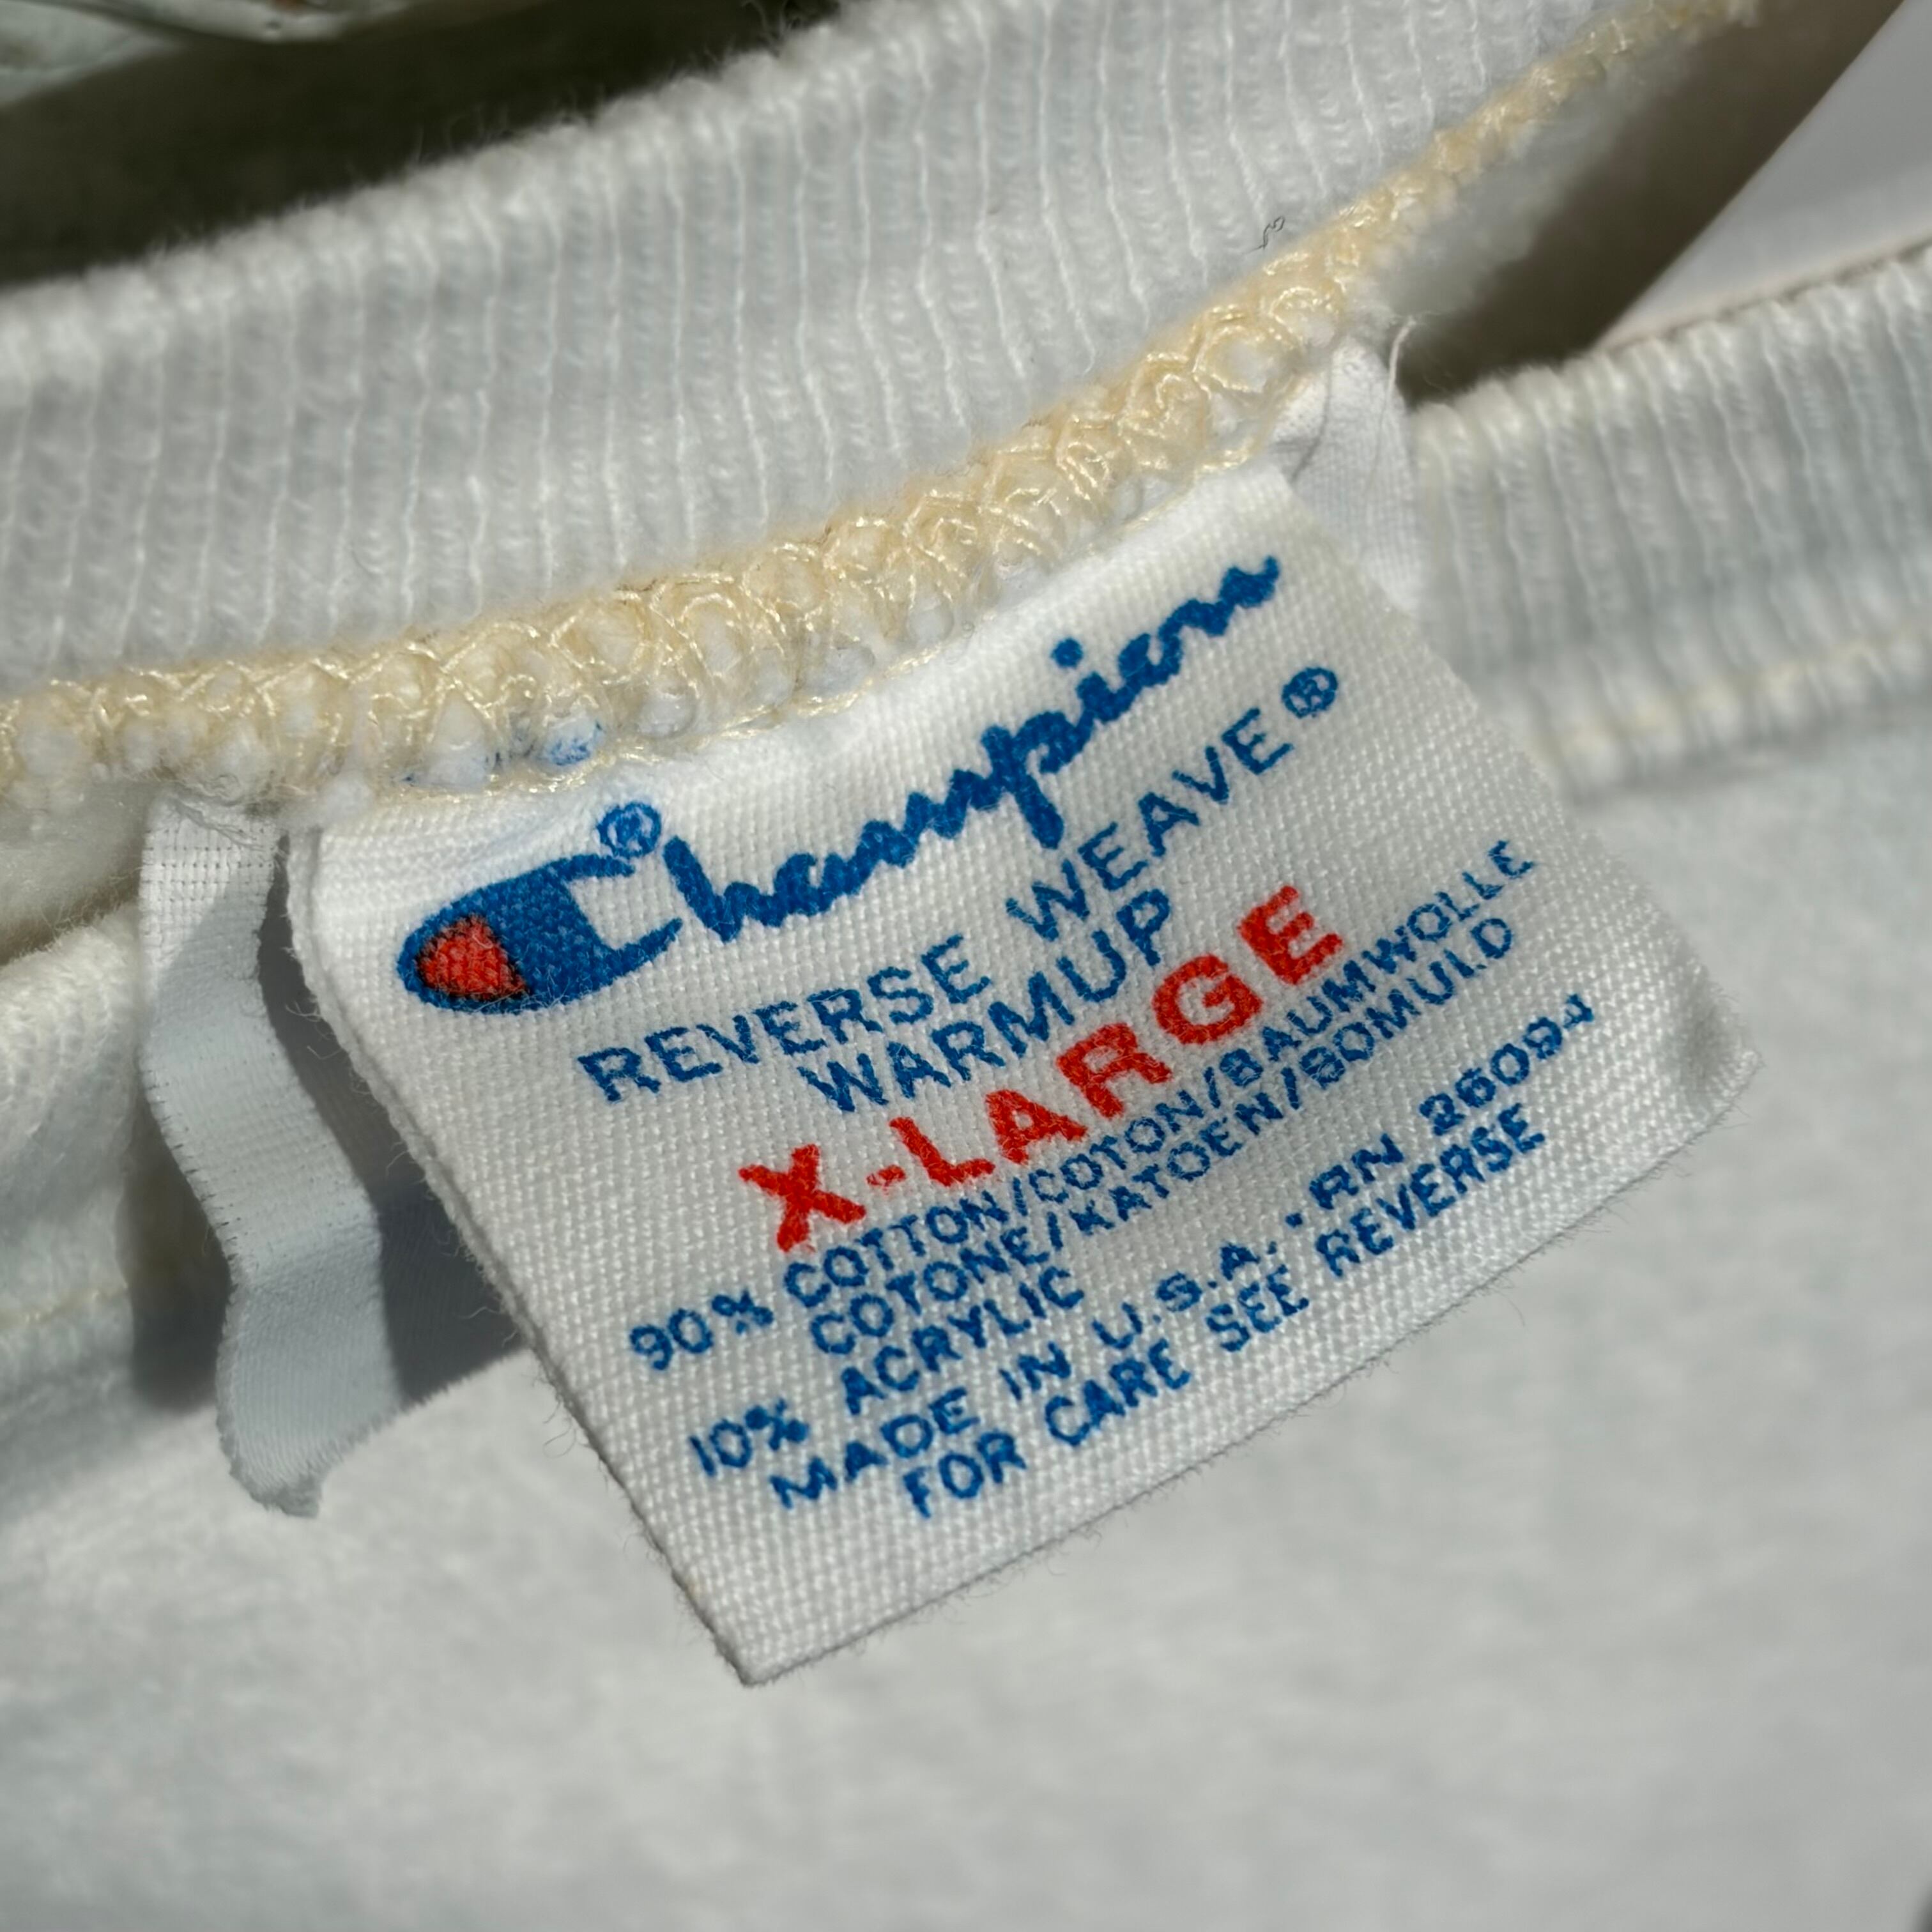 Champion®
REVERSE WEAVE®
WARMUP
X-LARGE
90% COTTON/COTON/BAUMWOLLE
COTONE/KATOEN/BOMULD
10% ACRYLIC
MADE IN U.S.A. · RN 26094
FOR CARE SEE REVERSE